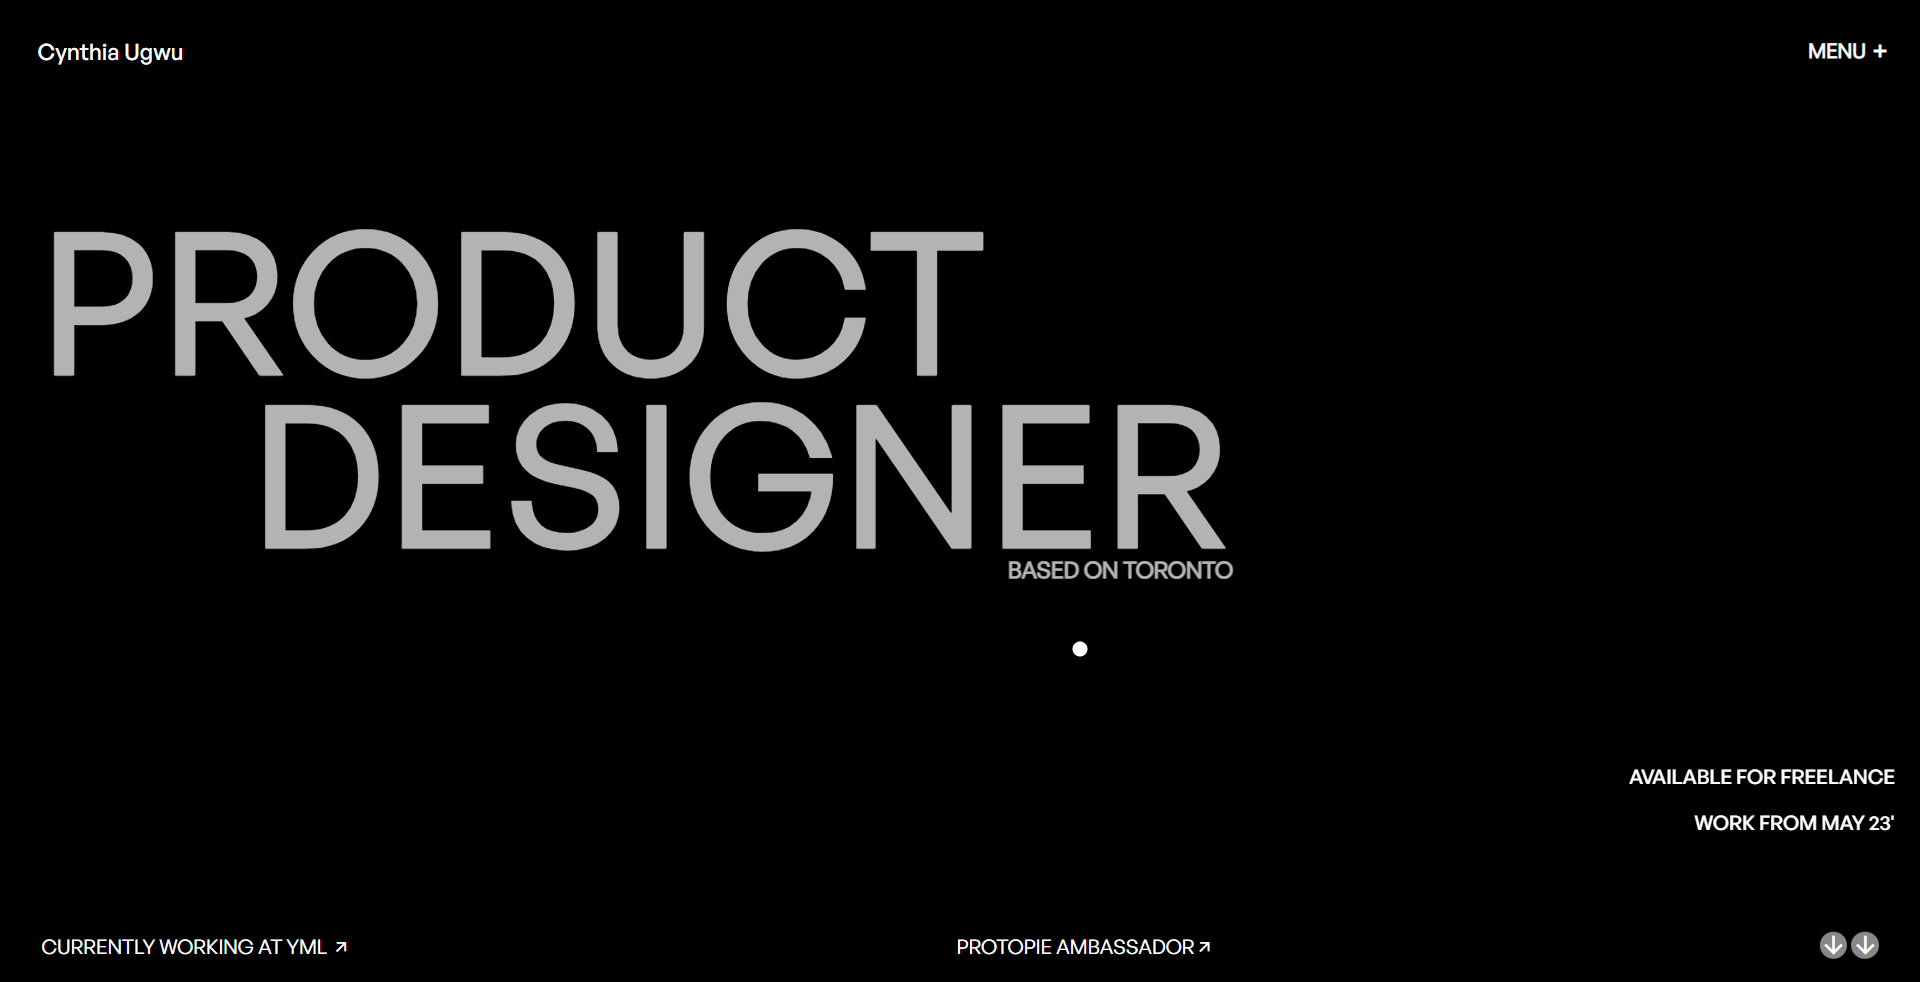 Cynthia Ugwu
MENU +
PRODUCT
DESIGNER
BASED ON TORONTO
AVAILABLE FOR FREELANCE
WORK FROM MAY 23'
CURRENTLY WORKING AT YML ↗
PROTOPIE AMBASSADOR ↗